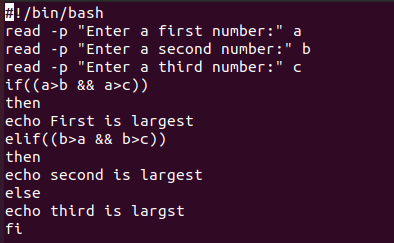 #!/bin/bash
read -p "Enter a first number:" a
read -p "Enter a second number:" b
read -p "Enter a third number:" c
if((a>b && a>c))
then
echo First is largest
elif((b>a && b>c))
then
echo second is largest
else
echo third is largst
fi